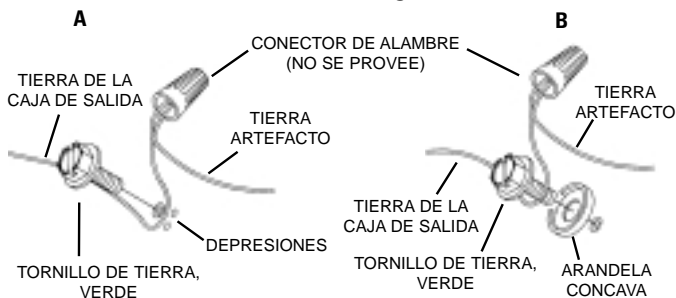 A
B
CONECTOR DE ALAMBRE
(NO SE PROVEE)
TIERRA DE LA
CAJA DE SALIDA
TIERRA
ARTEFACTO
TIERRA
ARTEFACTO
TIERRA DE LA
CAJA DE SALIDA
DEPRESIONES
TORNILLO DE TIERRA,
VERDE
TORNILLO DE TIERRA,
VERDE
ARANDELA
CONCAVA